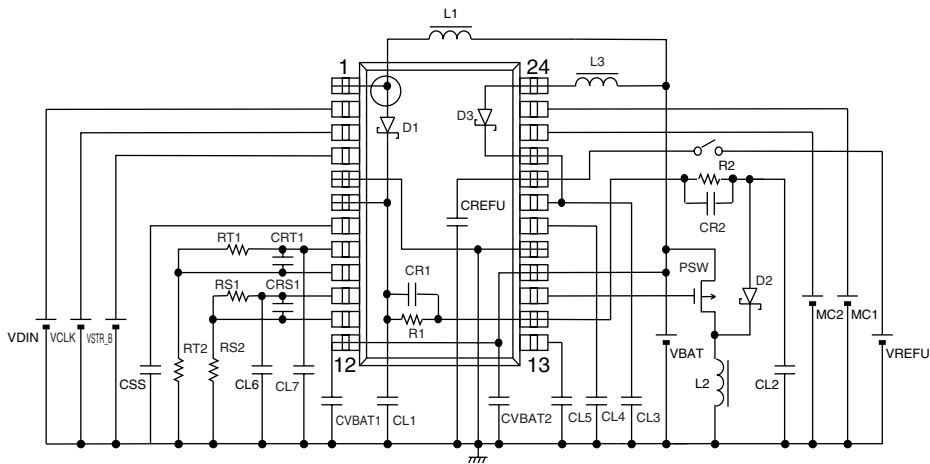 L1
1
24
L3
D1
D3
R2
CREFU
CR2
RT1
CRT1
PSW
D2
RS1
CRS1
CR1
R1
VDIN
VCLK
VSTR_B
MC2
MC1
RT2
RS2
12
13
VBAT
VREFU
CSS
CL6
CL7
L2
CL2
CVBAT1
CL1
CVBAT2
CL5
CL4
CL3